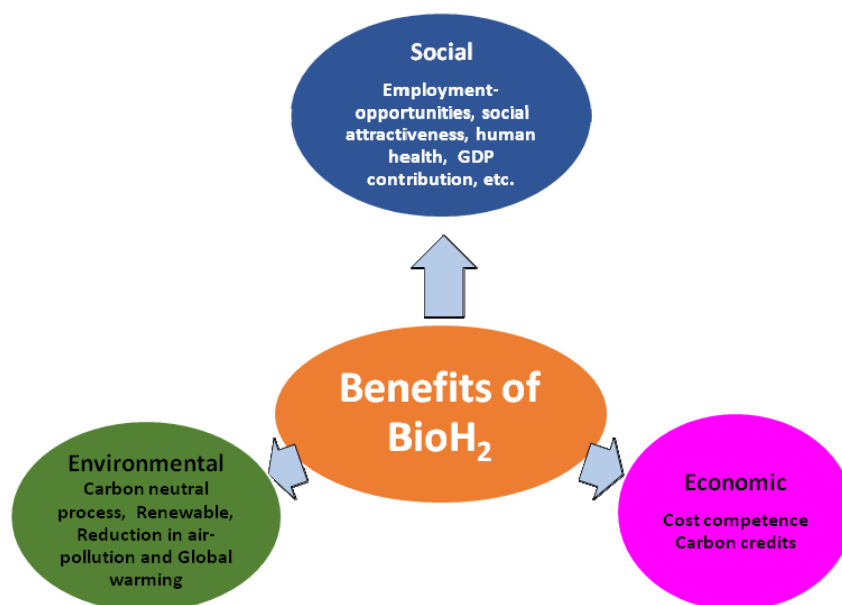 Social
Employment-
opportunities, social
attractiveness, human
health, GDP
contribution, etc.
Benefits of
BioH₂
Environmental
Carbon neutral
process, Renewable,
Reduction in air-
pollution and Global
warming
Economic
Cost competence
Carbon credits